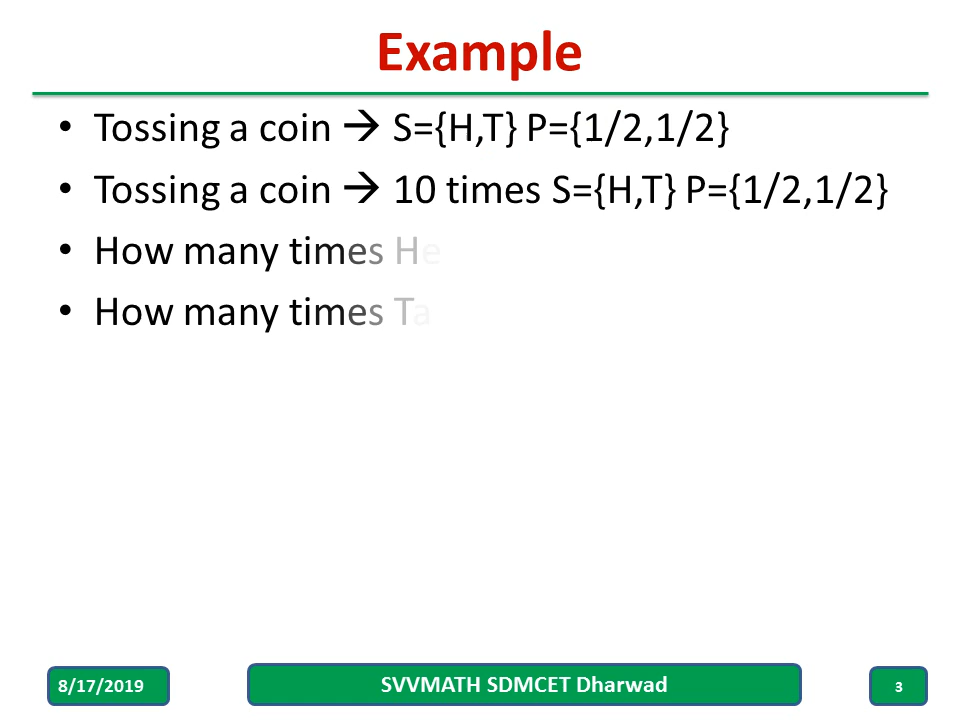 Example
• Tossing a coin → S={H,T} P={1/2,1/2}
• Tossing a coin → 10 times S={H,T} P={1/2,1/2}
• How many times He
• How many times Ta
8/17/2019
SVVMATH SDMCET Dharwad
3